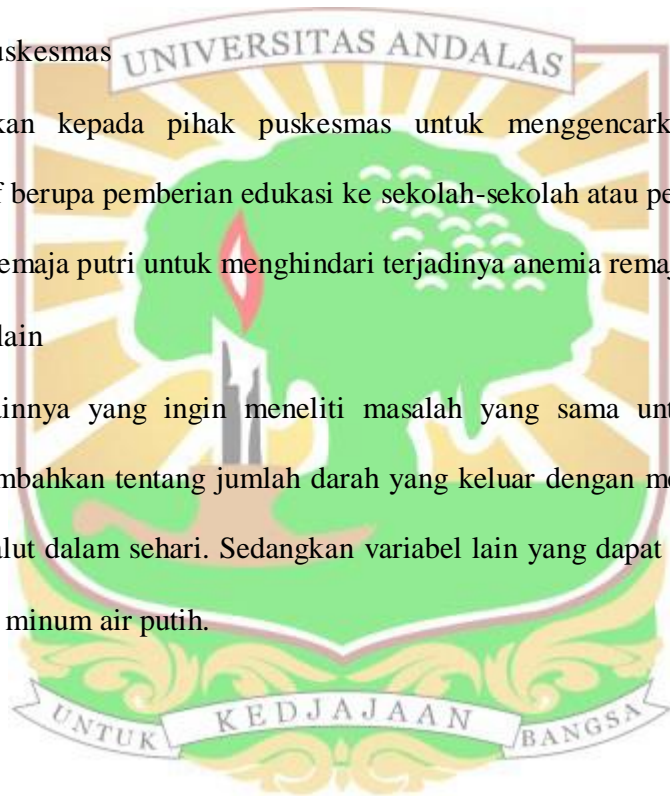 uskesmas
UNIVERSITAS ANDALAS
kan kepada pihak puskesmas untuk menggencark
f berupa pemberian edukasi ke sekolah-sekolah atau pe
emaja putri untuk menghindari terjadinya anemia remaj
lain
innya yang ingin meneliti masalah yang sama unt
mbahkan tentang jumlah darah yang keluar dengan me
alut dalam sehari. Sedangkan variabel lain yang dapat
minum air putih.
UNTUK KEDJAJAAN BANGSA